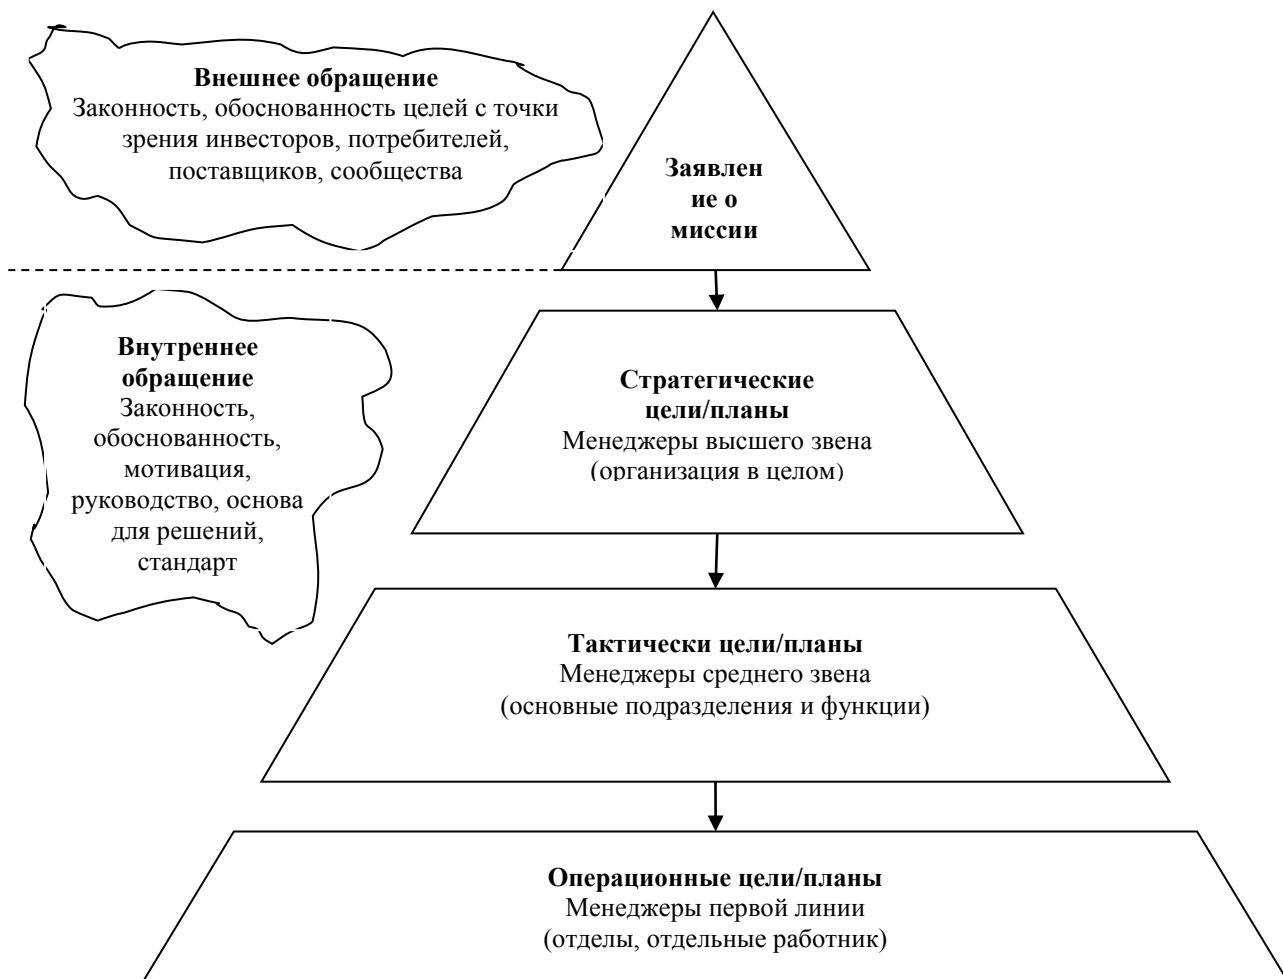 Внешнее обращение
Законность, обоснованность целей с точки
зрения инвесторов, потребителей,
поставщиков, сообщества
Заявлен
ие о
миссии
Внутреннее
обращение
Законность,
обоснованность,
мотивация,
руководство, основа
для решений,
стандарт
Стратегические
цели/планы
Менеджеры высшего звена
(организация в целом)
Тактически цели/планы
Менеджеры среднего звена
(основные подразделения и функции)
Операционные цели/планы
Менеджеры первой линии
(отделы, отдельные работник)